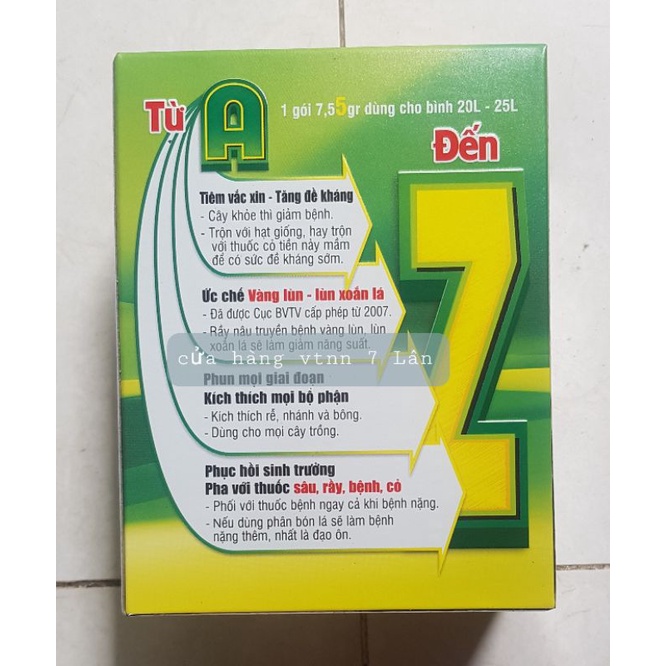 Từ A
1 gói 7,55gr dùng cho bình 20L - 25L
Đến
Z
Tiêm vắc xin - Tăng đề kháng
- Cây khỏe thì giảm bệnh.
- Trộn với hạt giống, hay trộn
với thuốc có tiền nảy mầm
để có sức đề kháng sớm.
Ức chế Vàng lùn - lùn xoắn lá
- Đã được Cục BVTV cấp phép từ 2007.
- Rầy nâu truyền bệnh vàng lùn, lùn
xoắn lá sẽ làm giảm năng suất.
cửa hàng vtnn 7 Lân
Phun mọi giai đoạn
Kích thích mọi bộ phận
- Kích thích rễ, nhánh và bông.
- Dùng cho mọi cây trồng.
Phục hồi sinh trưởng
Pha với thuốc sâu, rầy, bệnh, cỏ
- Phối với thuốc bệnh ngay cả khi bệnh nặng.
- Nếu dùng phân bón lá sẽ làm bệnh
nặng thêm, nhất là đạo ôn.